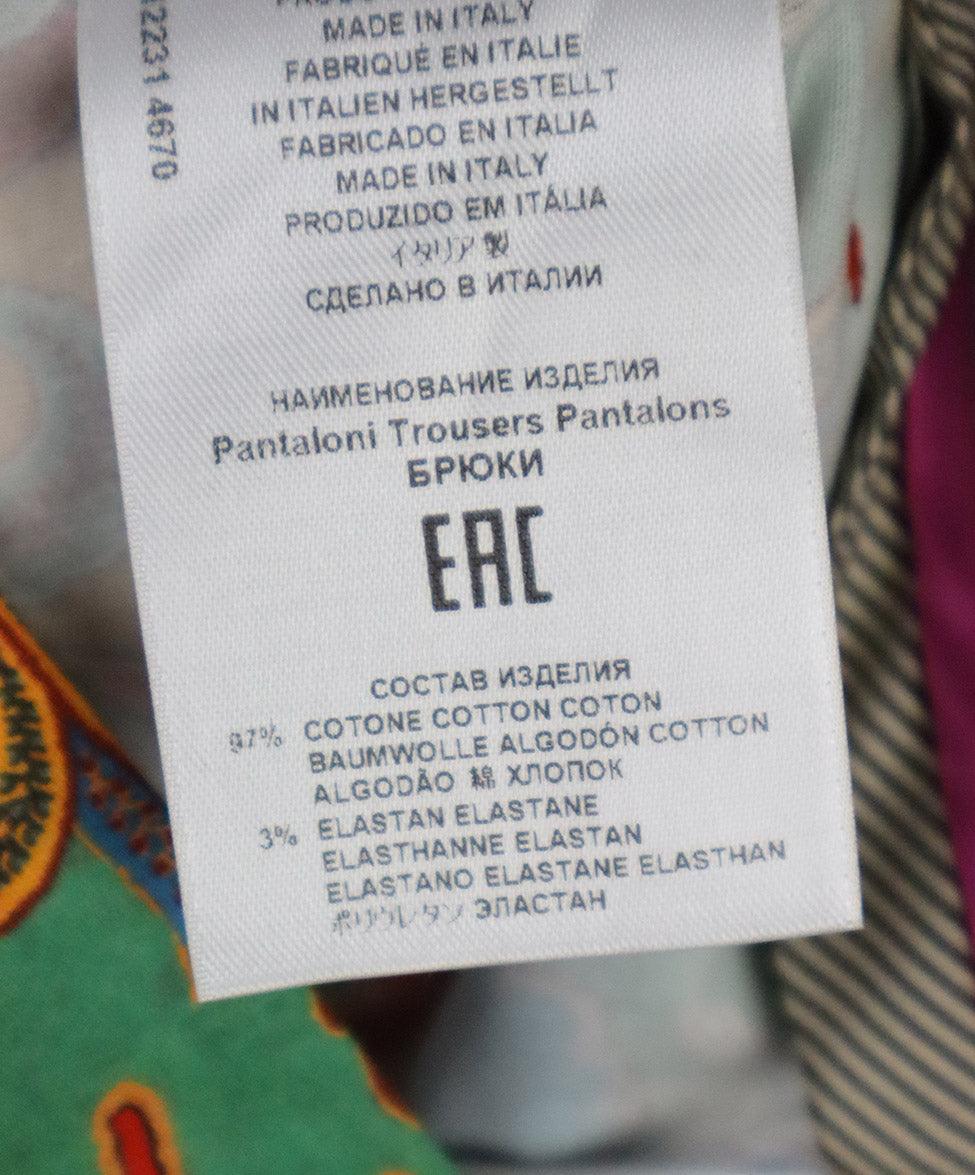 MADE IN ITALY
FABRIQUÉ EN ITALIE
IN ITALIEN HERGESTELLT
FABRICADO EN ITALIA
MADE IN ITALY
PRODUZIDO EM ITÁLIA
イタリア製
СДЕЛАНО В ИТАЛИИ
НАИМЕНОВАНИЕ ИЗДЕЛИЯ
Pantaloni Trousers Pantalons
БРЮКИ
EAC
СОСТАВ ИЗДЕЛИЯ
97% COTONE COTTON COTON
BAUMWOLLE ALGODÓN COTTON
ALGODÃO 綿 ХЛОПОК
3% ELASTAN ELASTANE
ELASTHANNE ELASTAN
ELASTANO ELASTANE ELASTHAN
ポリウレタン ЭЛАСТАН
4670